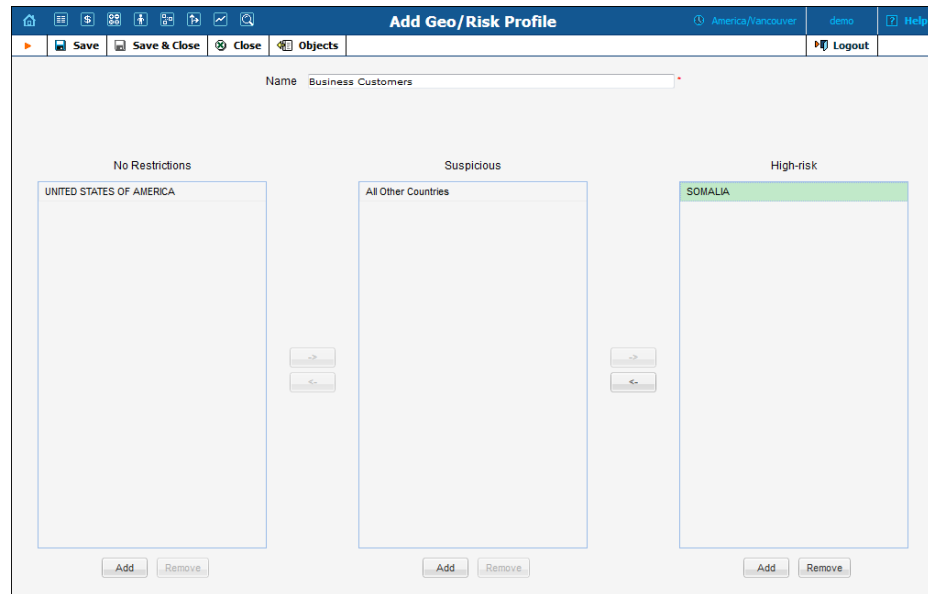 Add Geo/Risk Profile America/Vancouver demo ? Help
Save Save & Close Close Objects Logout
Name Business Customers *
No Restrictions Suspicious High-risk
UNITED STATES OF AMERICA All Other Countries SOMALIA
-> ->
<- <-
Add Remove Add Remove Add Remove